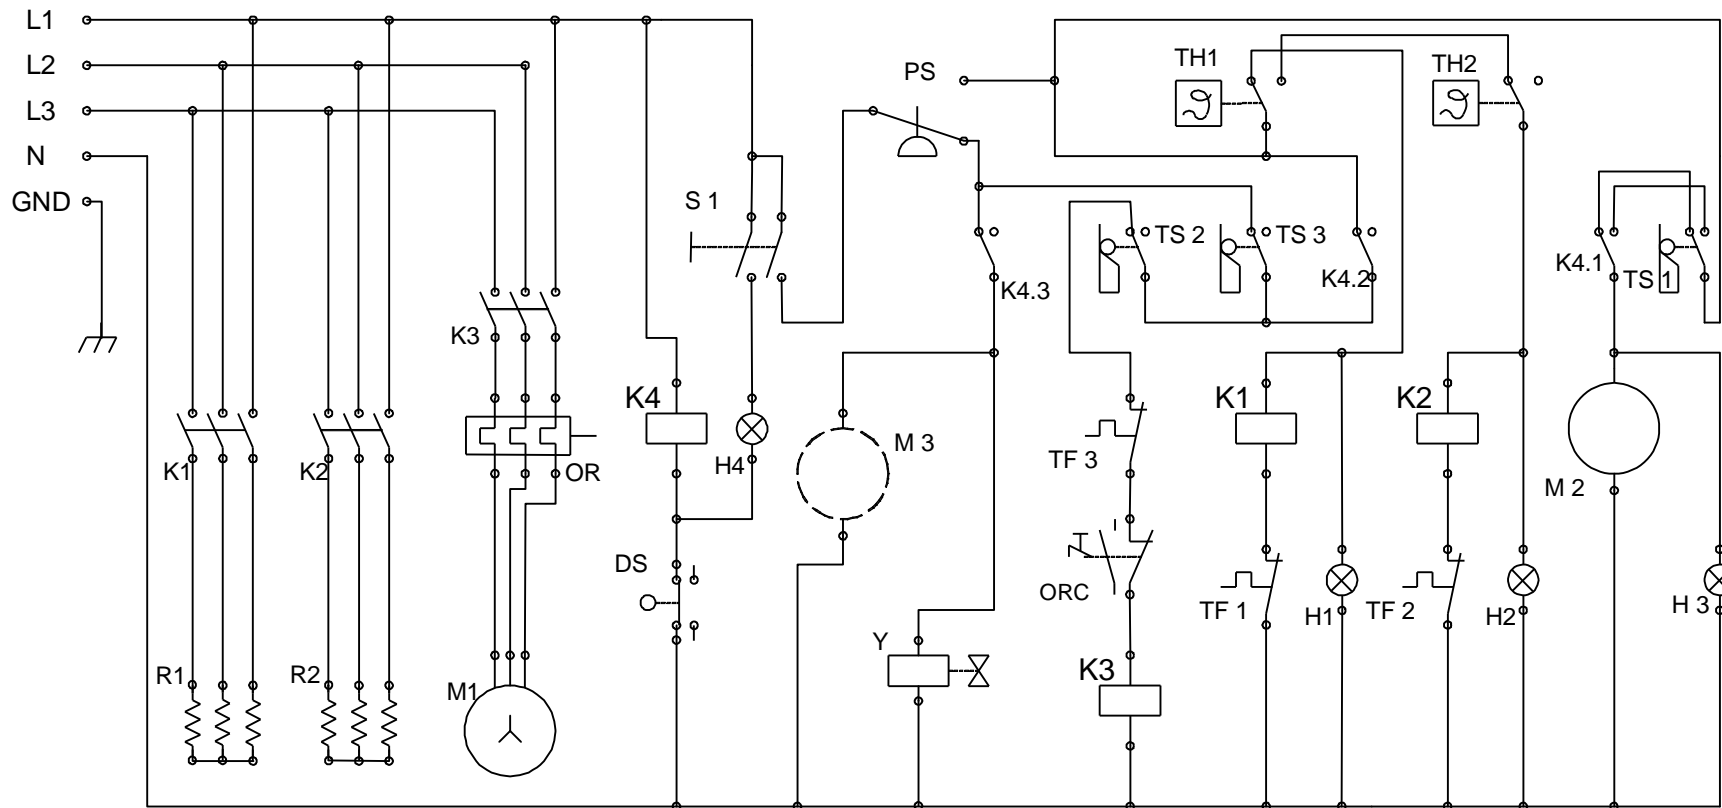 L1
L2
L3
N
GND
PS
TH1
TH2
S 1
TS 2
TS 3
K4.1
K4.2
TS 1
K4.3
K3
K4
K1
K2
H4
M 3
TF 3
M 2
K1
K2
OR
DS
ORC
TF 1
H1
TF 2
H2
H 3
Y
R1
R2
M1
K3